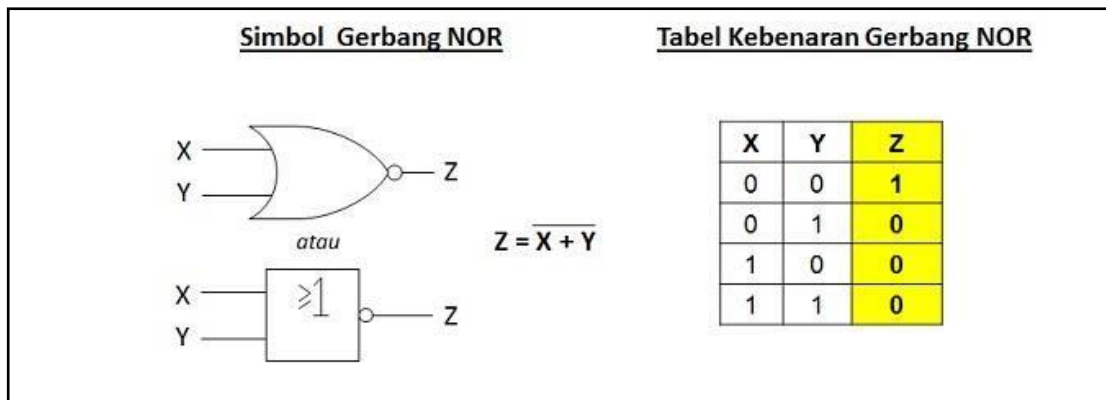 Simbol Gerbang NOR
X
Y
Z
atau
X
Y
≥1
Z
Z = X + Y
Tabel Kebenaran Gerbang NOR
X Y Z
0 0 1
0 1 0
1 0 0
1 1 0